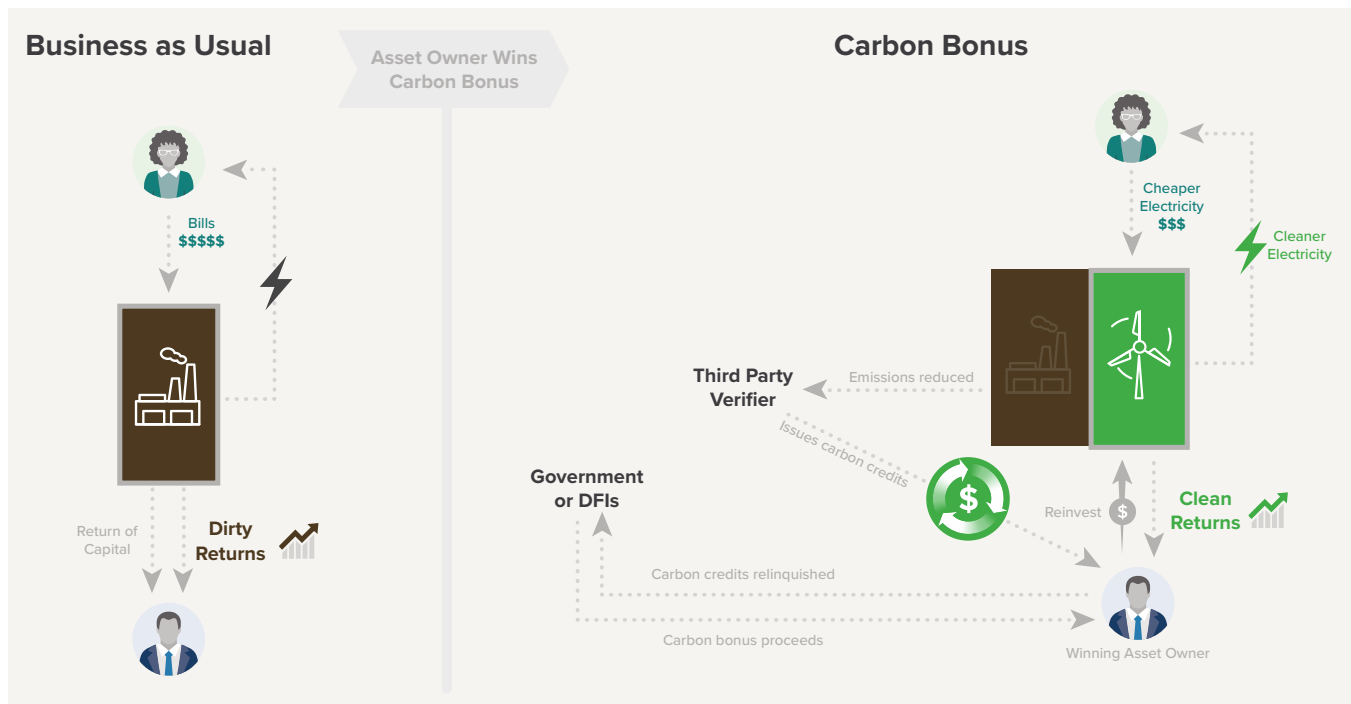 Business as Usual
Asset Owner Wins
Carbon Bonus
Carbon Bonus
Bills
$$$$$
Return of
Capital
Dirty
Returns
Cheaper
Electricity
$$$
Cleaner
Electricity
Third Party
Verifier
Emissions reduced
Issues carbon credits
Government
or DFIs
$
Reinvest
$
Clean
Returns
Carbon credits relinquished
Carbon bonus proceeds
Winning Asset Owner